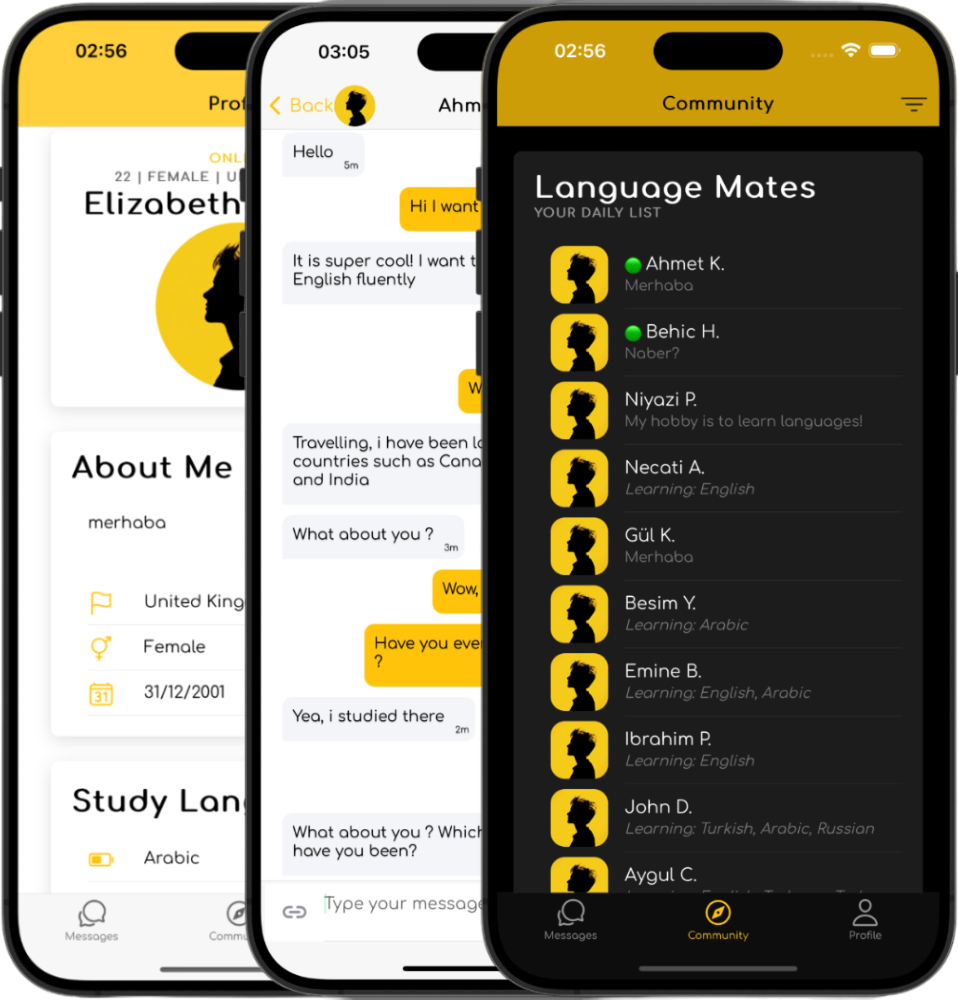 02:56
Prof
ONLI
22 | FEMALE | U
Elizabeth
About Me
merhaba
United King
Female
31
31/12/2001
Study Lang
Arabic
Messages
Commu
03:05
Back
Ahm
Hello
5m
Hi I want
It is super cool! I want t
English fluently
W
Travelling, i have been lo
countries such as Cana
and India
What about you ?
3m
Wow,
Have you eve
?
Yea, i studied there
2m
What about you ? Which
have you been?
Type your message
02:56
Community
Language Mates
YOUR DAILY LIST
Ahmet K.
Merhaba
Behic H.
Naber?
Niyazi P.
My hobby is to learn languages!
Necati A.
Learning: English
Gül K.
Merhaba
Besim Y.
Learning: Arabic
Emine B.
Learning: English, Arabic
Ibrahim P.
Learning: English
John D.
Learning: Turkish, Arabic, Russian
Aygul C.
Messages
Community
Profile